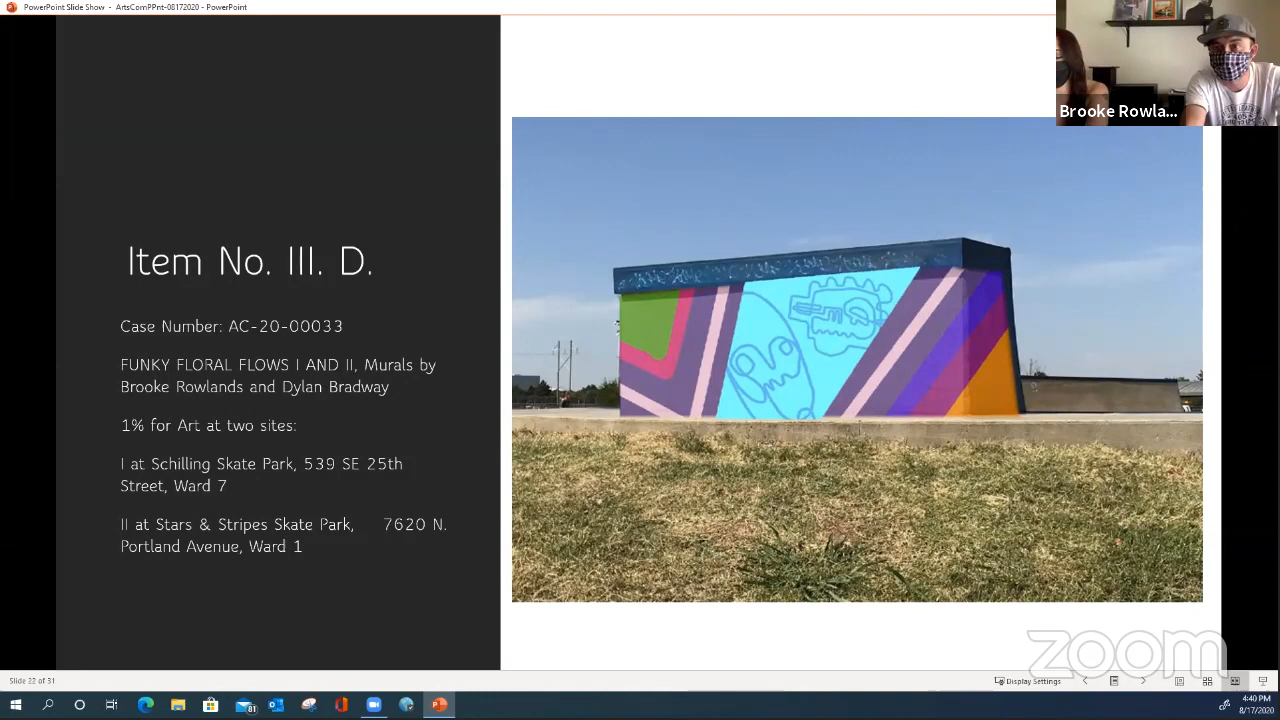 PowerPoint Slide Show - ArtsComPPnt-08172020 - PowerPoint
Brooke Rowla...
Item No. III. D.
Case Number: AC-20-00033
FUNKY FLORAL FLOWS I AND II, Murals by
Brooke Rowlands and Dylan Bradway
1% for Art at two sites:
I at Schilling Skate Park, 539 SE 25th
Street, Ward 7
II at Stars & Stripes Skate Park, 7620 N.
Portland Avenue, Ward 1
zoom
Slide 22 of 31
Display Settings
81
4:40 PM
8/17/2020